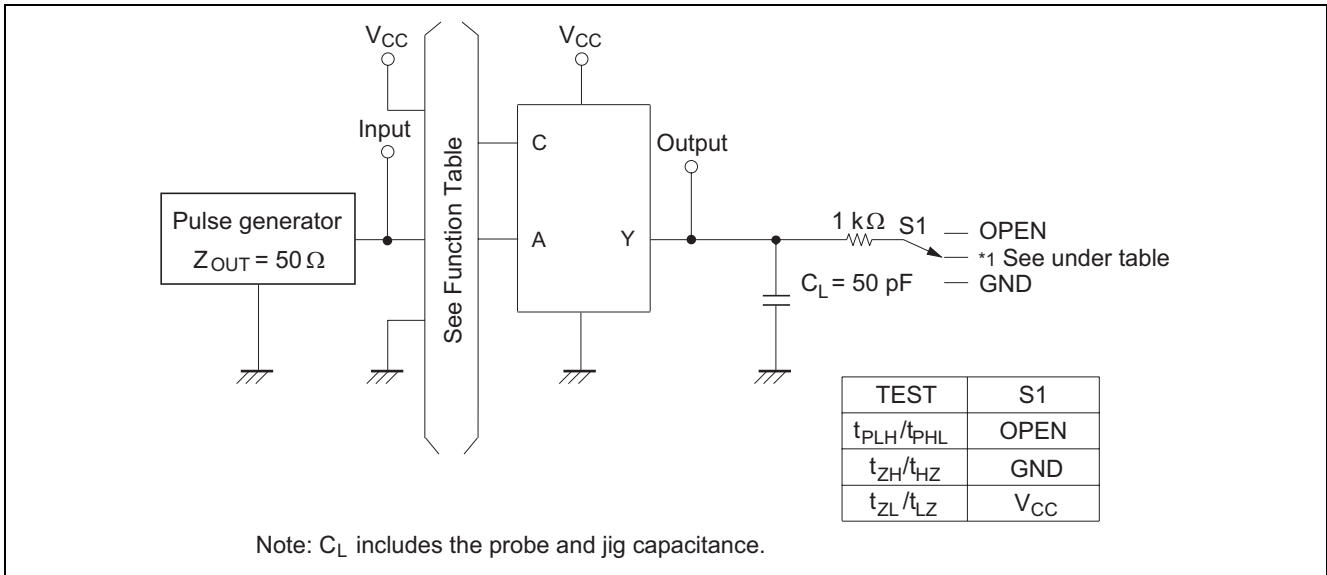 VCC
VCC
Input
Output
See Function Table
Pulse generator
ZOUT = 50 Ω
C
A
Y
1 kΩ
S1
OPEN
*1 See under table
GND
CL = 50 pF
TEST S1
tPLH/tPHL OPEN
tZH/tHZ GND
tZL/tLZ VCC
Note: CL includes the probe and jig capacitance.